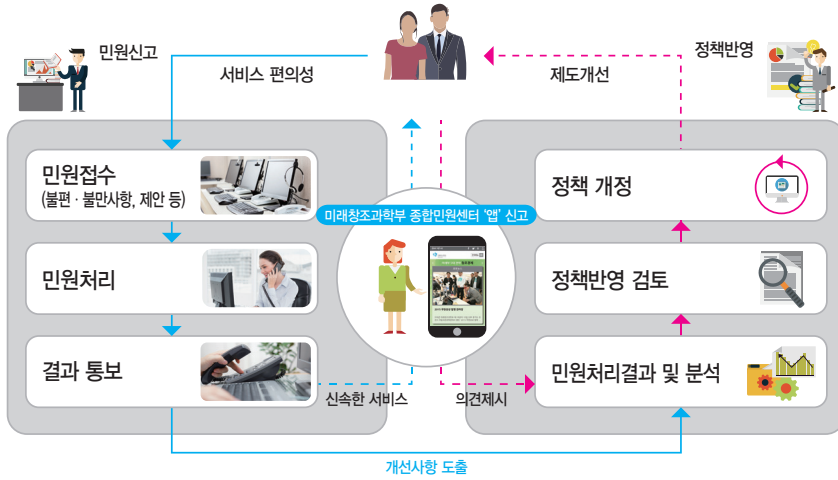 민원신고
서비스 편의성
제도개선
정책반영
민원접수
(불편 · 불만사항, 제안 등)
민원처리
결과 통보
미래창조과학부 종합민원센터 '앱' 신고
정책 개정
정책반영 검토
민원처리결과 및 분석
신속한 서비스
의견제시
개선사항 도출